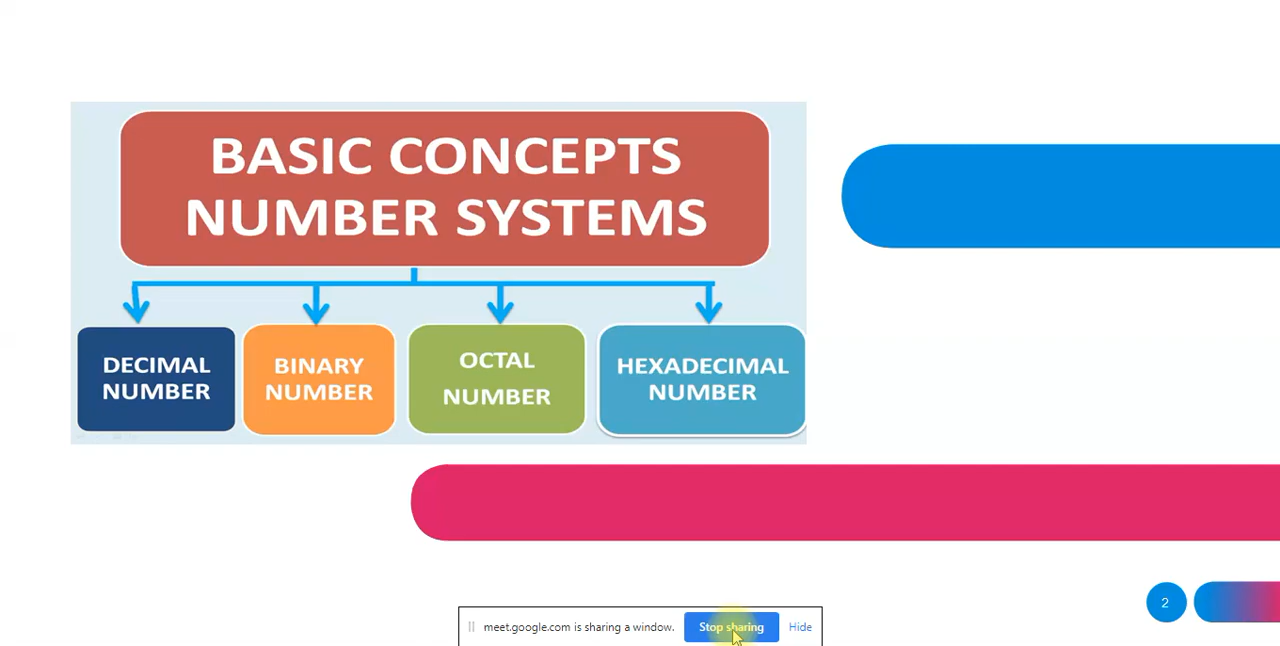 BASIC CONCEPTS
NUMBER SYSTEMS
DECIMAL
NUMBER
BINARY
NUMBER
OCTAL
NUMBER
HEXADECIMAL
NUMBER
2
meet.google.com is sharing a window.
Stop sharing
Hide